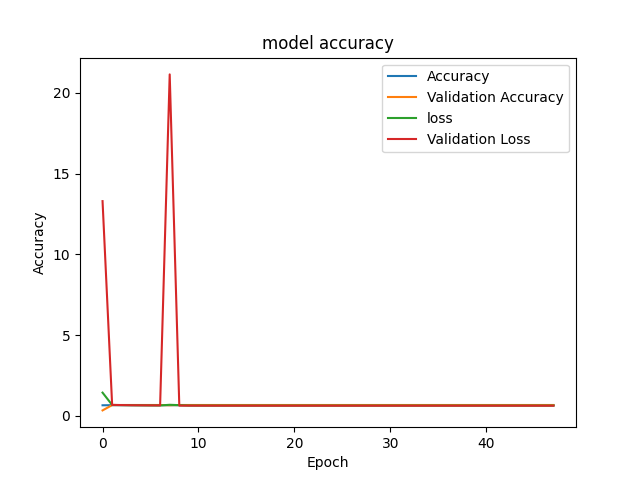 model accuracy
Accuracy
Validation Accuracy
loss
Validation Loss
20
15
10
5
0
Accuracy
0 10 20 30 40
Epoch